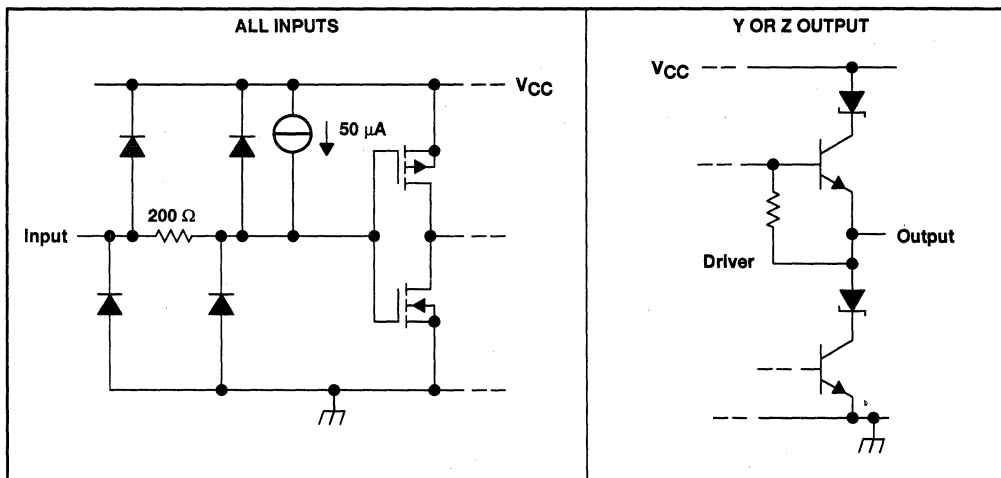 ALL INPUTS
VCC
50 μA
200 Ω
Input
Y OR Z OUTPUT
VCC
Output
Driver